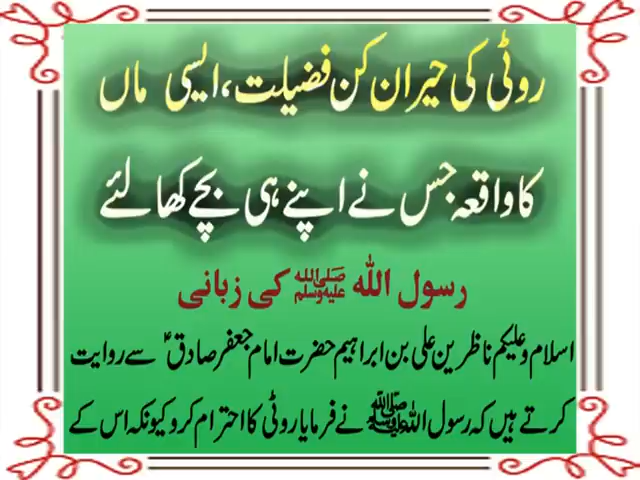 روٹی کی حیران کن فضیلت، ایسی ماں
کا واقعہ جس نے اپنے ہی بچے کھا لئے
رسول اللہ ﷺ کی زبانی
اسلام وعلیکم ناظرین علی بن ابراہیم حضرت امام جعفر صادقؑ سے روایت
کرتے ہیں کہ رسول اللہ ﷺ نے فرمایا روٹی کا احترام کرو کیونکہ اس کے